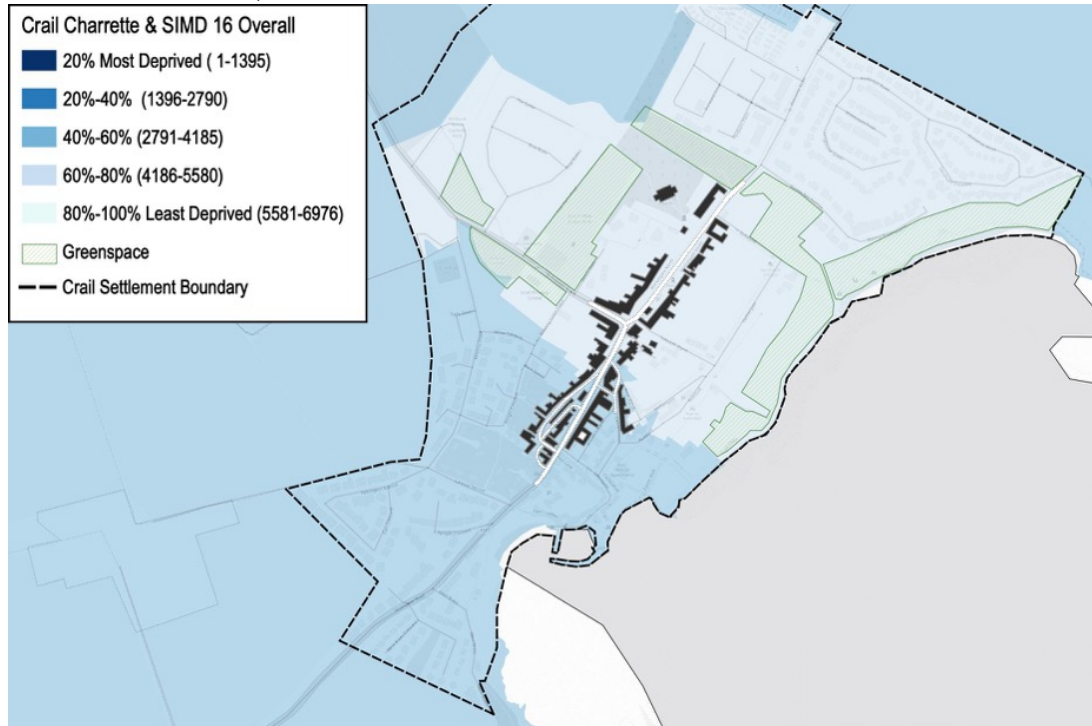 Crail Charrette & SIMD 16 Overall
20% Most Deprived ( 1-1395)
20%-40% (1396-2790)
40%-60% (2791-4185)
60%-80% (4186-5580)
80%-100% Least Deprived (5581-6976)
Greenspace
Crail Settlement Boundary